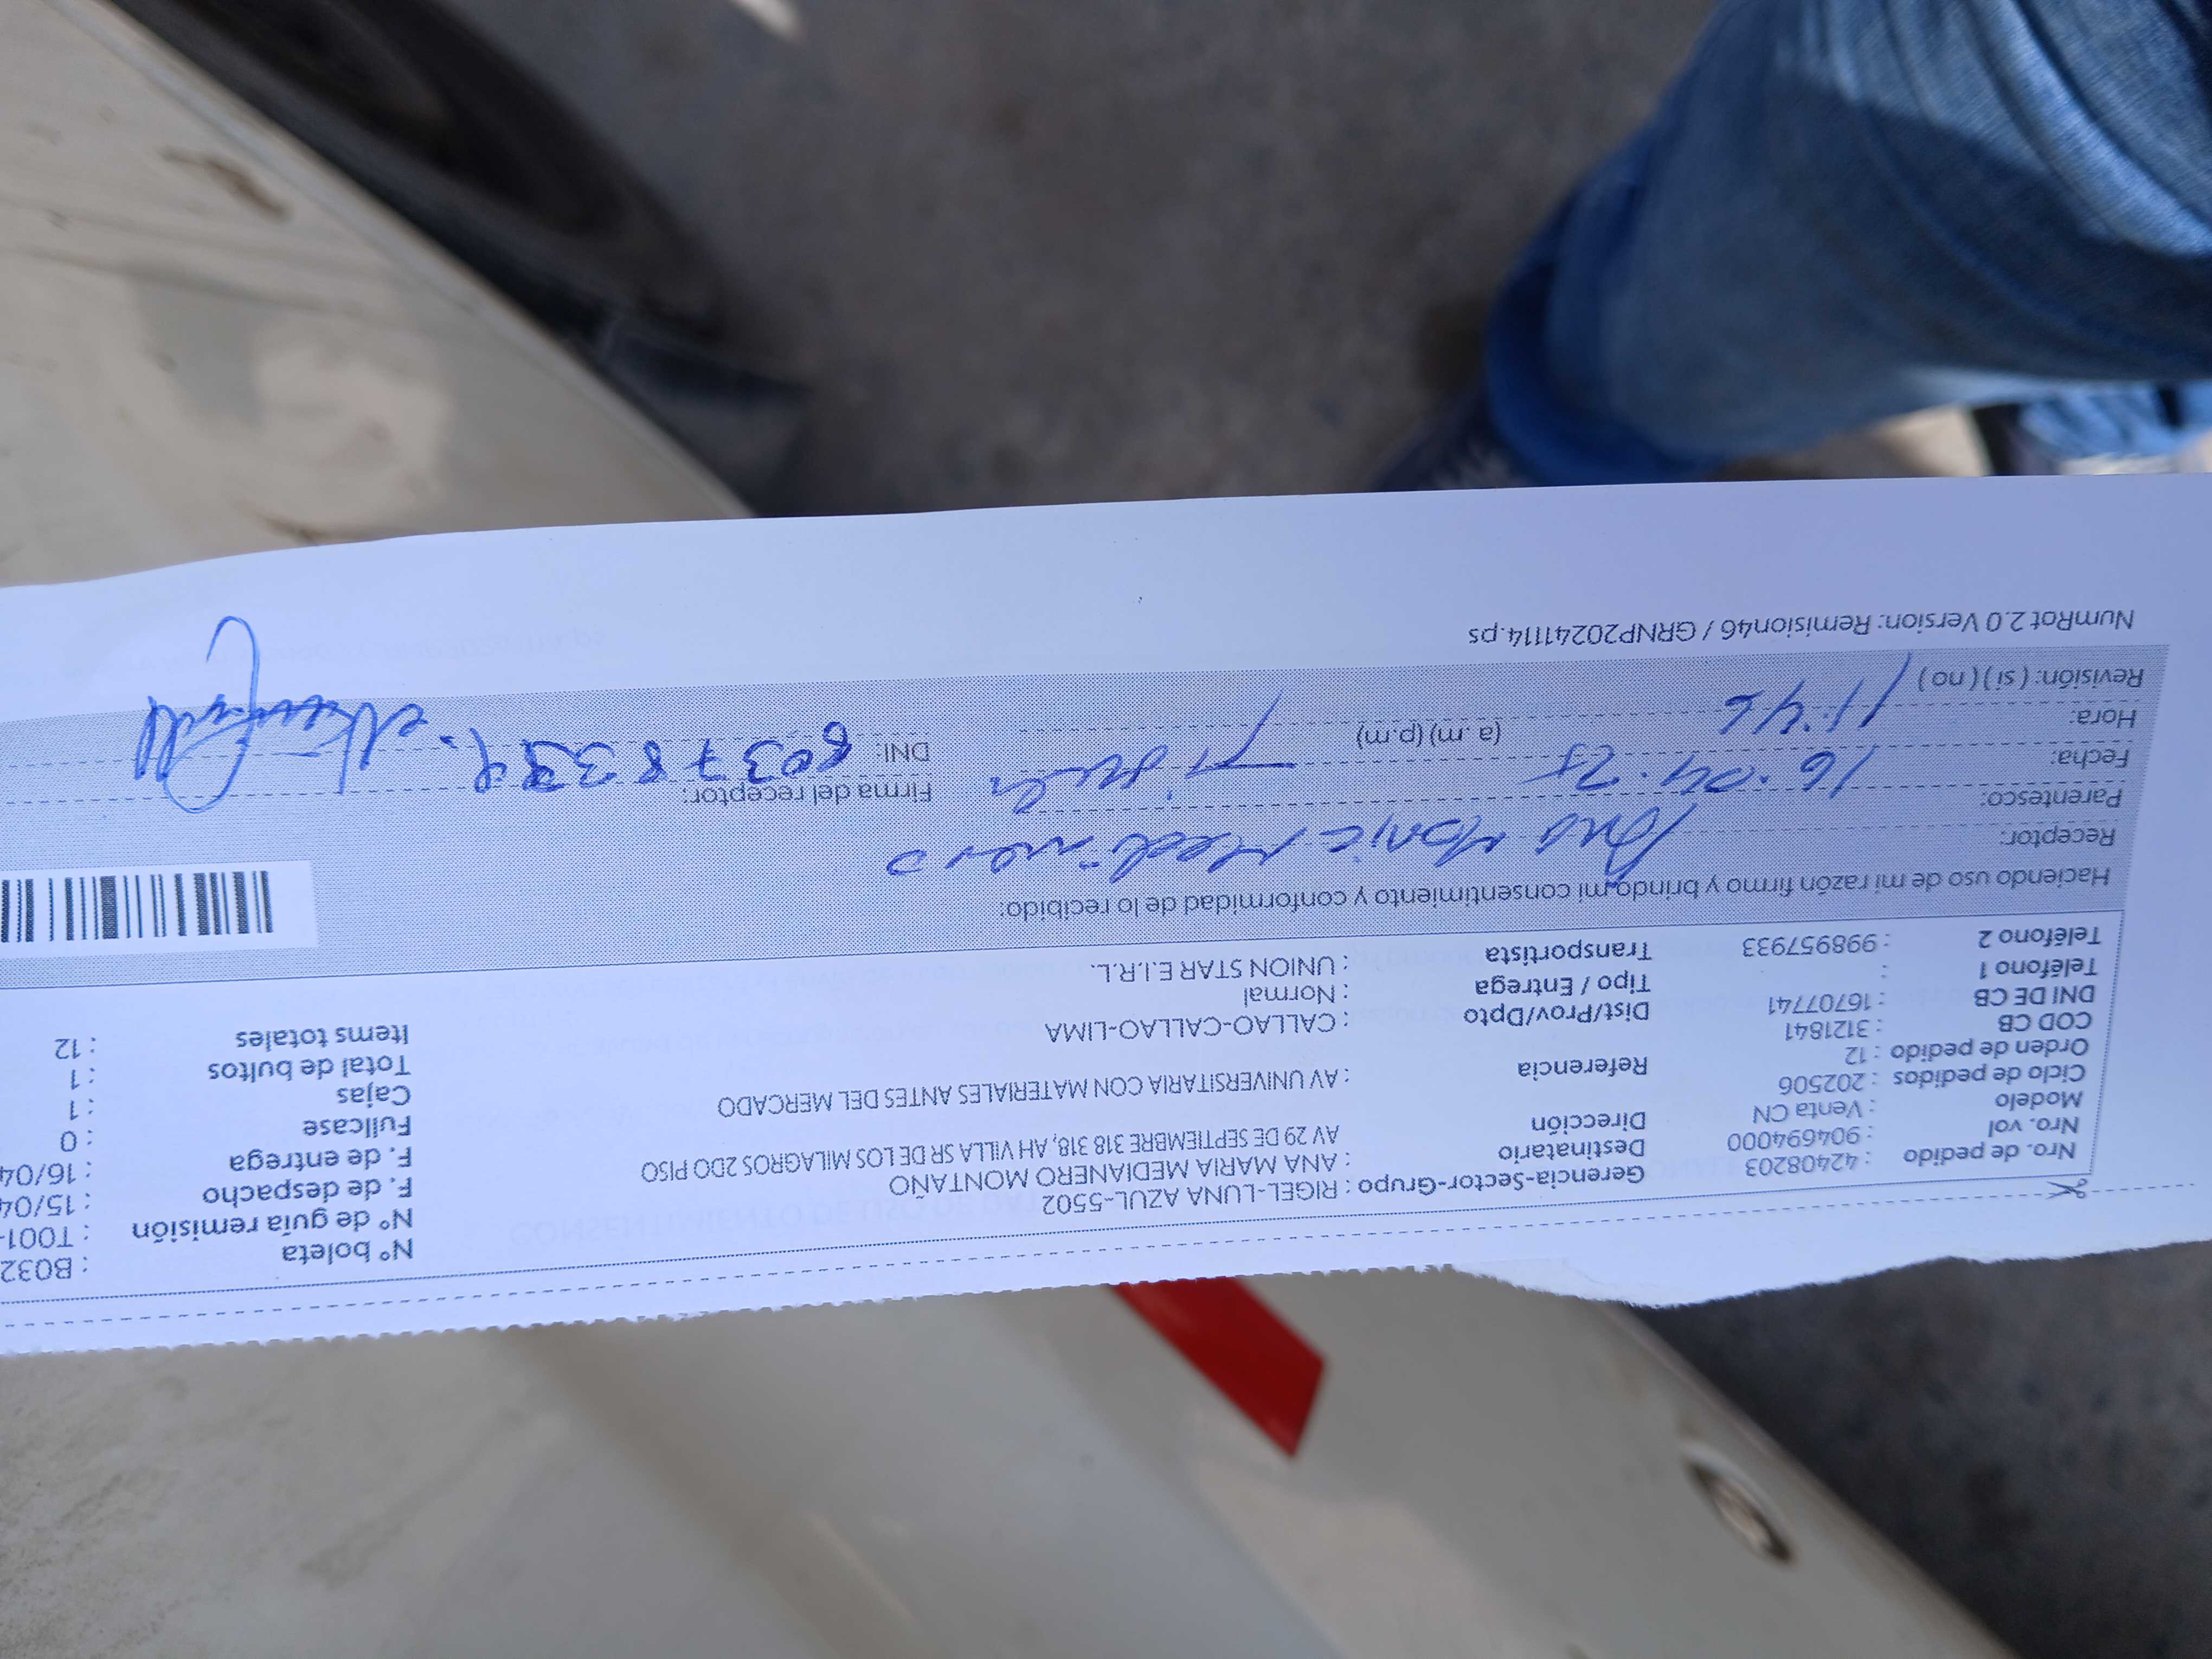 Nro. de pedido : 42408203 Gerencia-Sector-Grupo : RIGEL-LUNA AZUL-5502 N° boleta : B032
Nro. vol : 904694000 Destinatario : ANA MARIA MEDIANERO MONTAÑO N° de guía remisión : T001-
Modelo : Venta CN Dirección AV 29 DE SEPTIEMBRE 318 318, AH VILLA SR DE LOS MILAGROS 2DO PISO F. de despacho : 15/04
Ciclo de pedidos : 202506 F. de entrega : 16/04
Orden de pedido : 12 Referencia : AV UNIVERSITARIA CON MATERIALES ANTES DEL MERCADO Fullcase : 0
COD CB : 3121841 Cajas : 1
DNI DE CB : 16707741 Dist/Prov/Dpto : CALLAO-CALLAO-LIMA Total de bultos : 1
Teléfono 1 : Tipo / Entrega : Normal Items totales : 12
Teléfono 2 : 998957933 Transportista : UNION STAR E.I.R.L.
Haciendo uso de mi razón firmo y brindo mi consentimiento y conformidad de lo recibido:
Receptor: Ana Maria Medianero
Parentesco: Firma del receptor:
Fecha: 16.04.25 DNI:
Hora: 11:46 (a. m) (p.m)
Revisión: ( si ) ( no )
NumRot 2.0 Version: Remision46 / GRNP20241114.ps